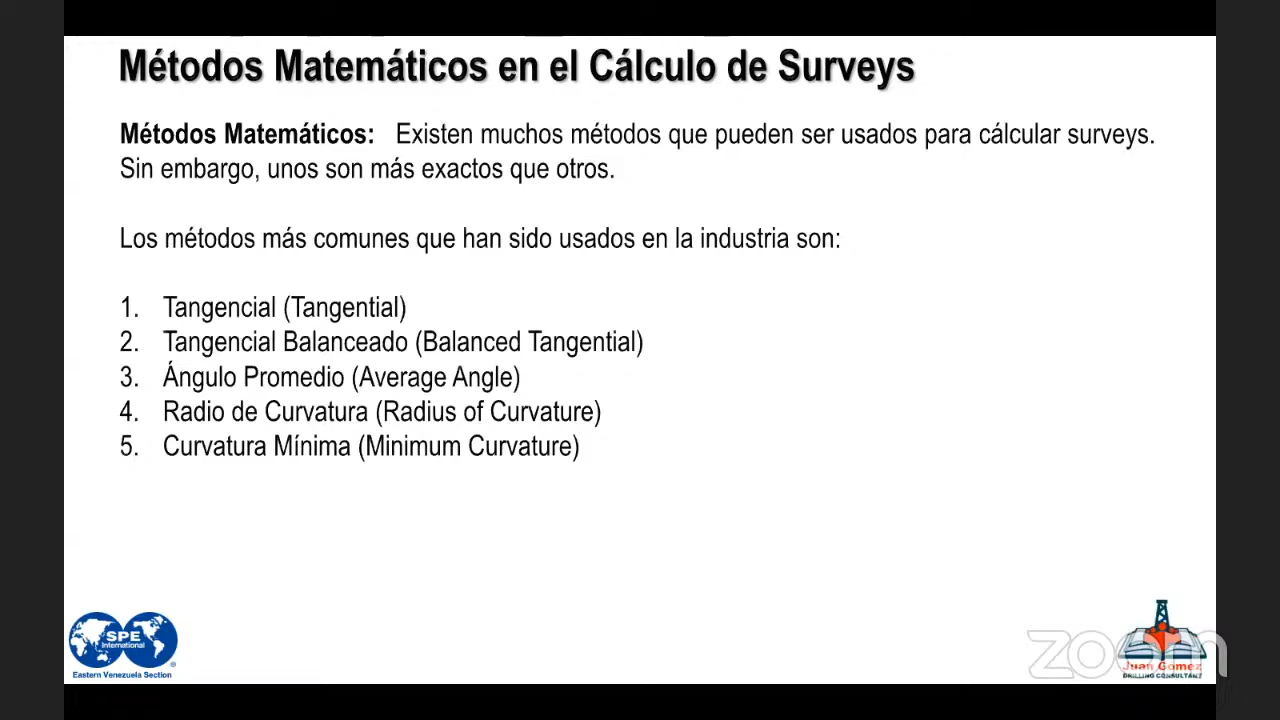 Métodos Matemáticos en el Cálculo de Surveys
Métodos Matemáticos: Existen muchos métodos que pueden ser usados para cálcular surveys.
Sin embargo, unos son más exactos que otros.
Los métodos más comunes que han sido usados en la industria son:
1. Tangencial (Tangential)
2. Tangencial Balanceado (Balanced Tangential)
3. Ángulo Promedio (Average Angle)
4. Radio de Curvatura (Radius of Curvature)
5. Curvatura Mínima (Minimum Curvature)
SPE
International
Eastern Venezuela Section
zoom
Juan Gomez
DRILLING CONSULTANT